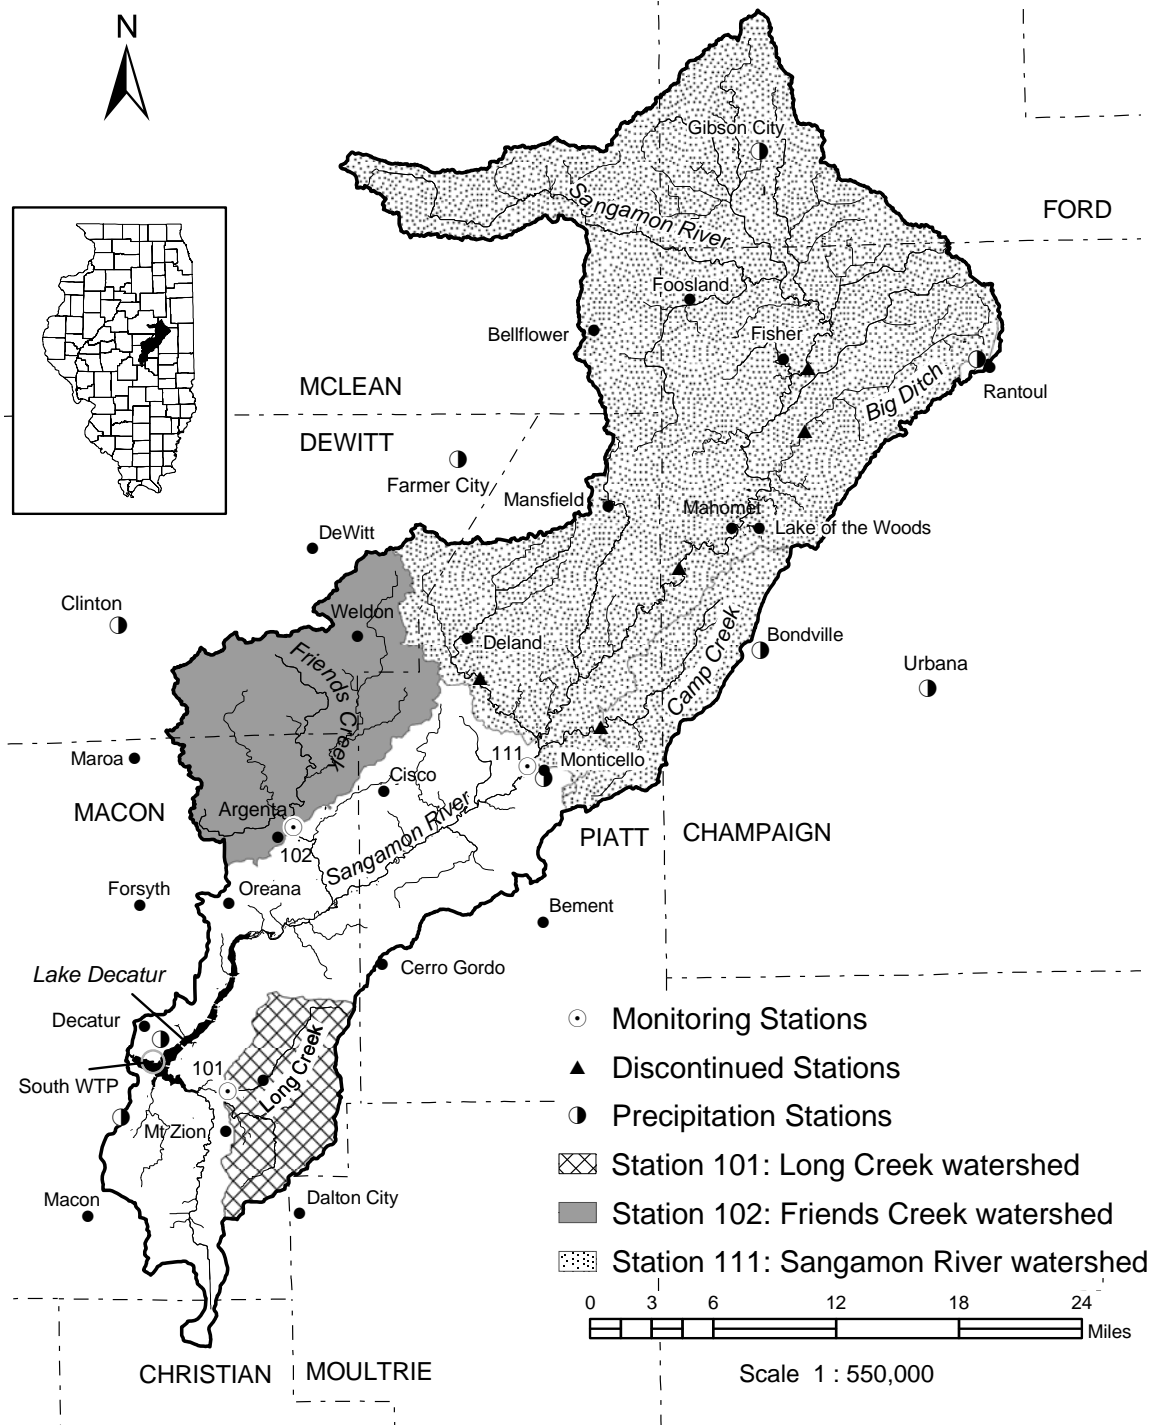 N
Gibson City
FORD
Sangamon River
Foosland
Bellflower
Fisher
MCLEAN
Big Ditch
Rantoul
DEWITT
Farmer City
Mansfield
Mahomet
Lake of the Woods
DeWitt
Clinton
Weldon
Bondville
Deland
Friends Creek
Camp Creek
Urbana
111
Monticello
Maroa
Cisco
MACON
Argenta
Sangamon River
PIATT
CHAMPAIGN
102
Forsyth
Oreana
Bement
Lake Decatur
Cerro Gordo
Decatur
Long Creek
101
South WTP
Mt Zion
Macon
Dalton City
Monitoring Stations
Discontinued Stations
Precipitation Stations
Station 101: Long Creek watershed
Station 102: Friends Creek watershed
Station 111: Sangamon River watershed
0 3 6 12 18 24
Miles
Scale 1 : 550,000
CHRISTIAN
MOULTRIE